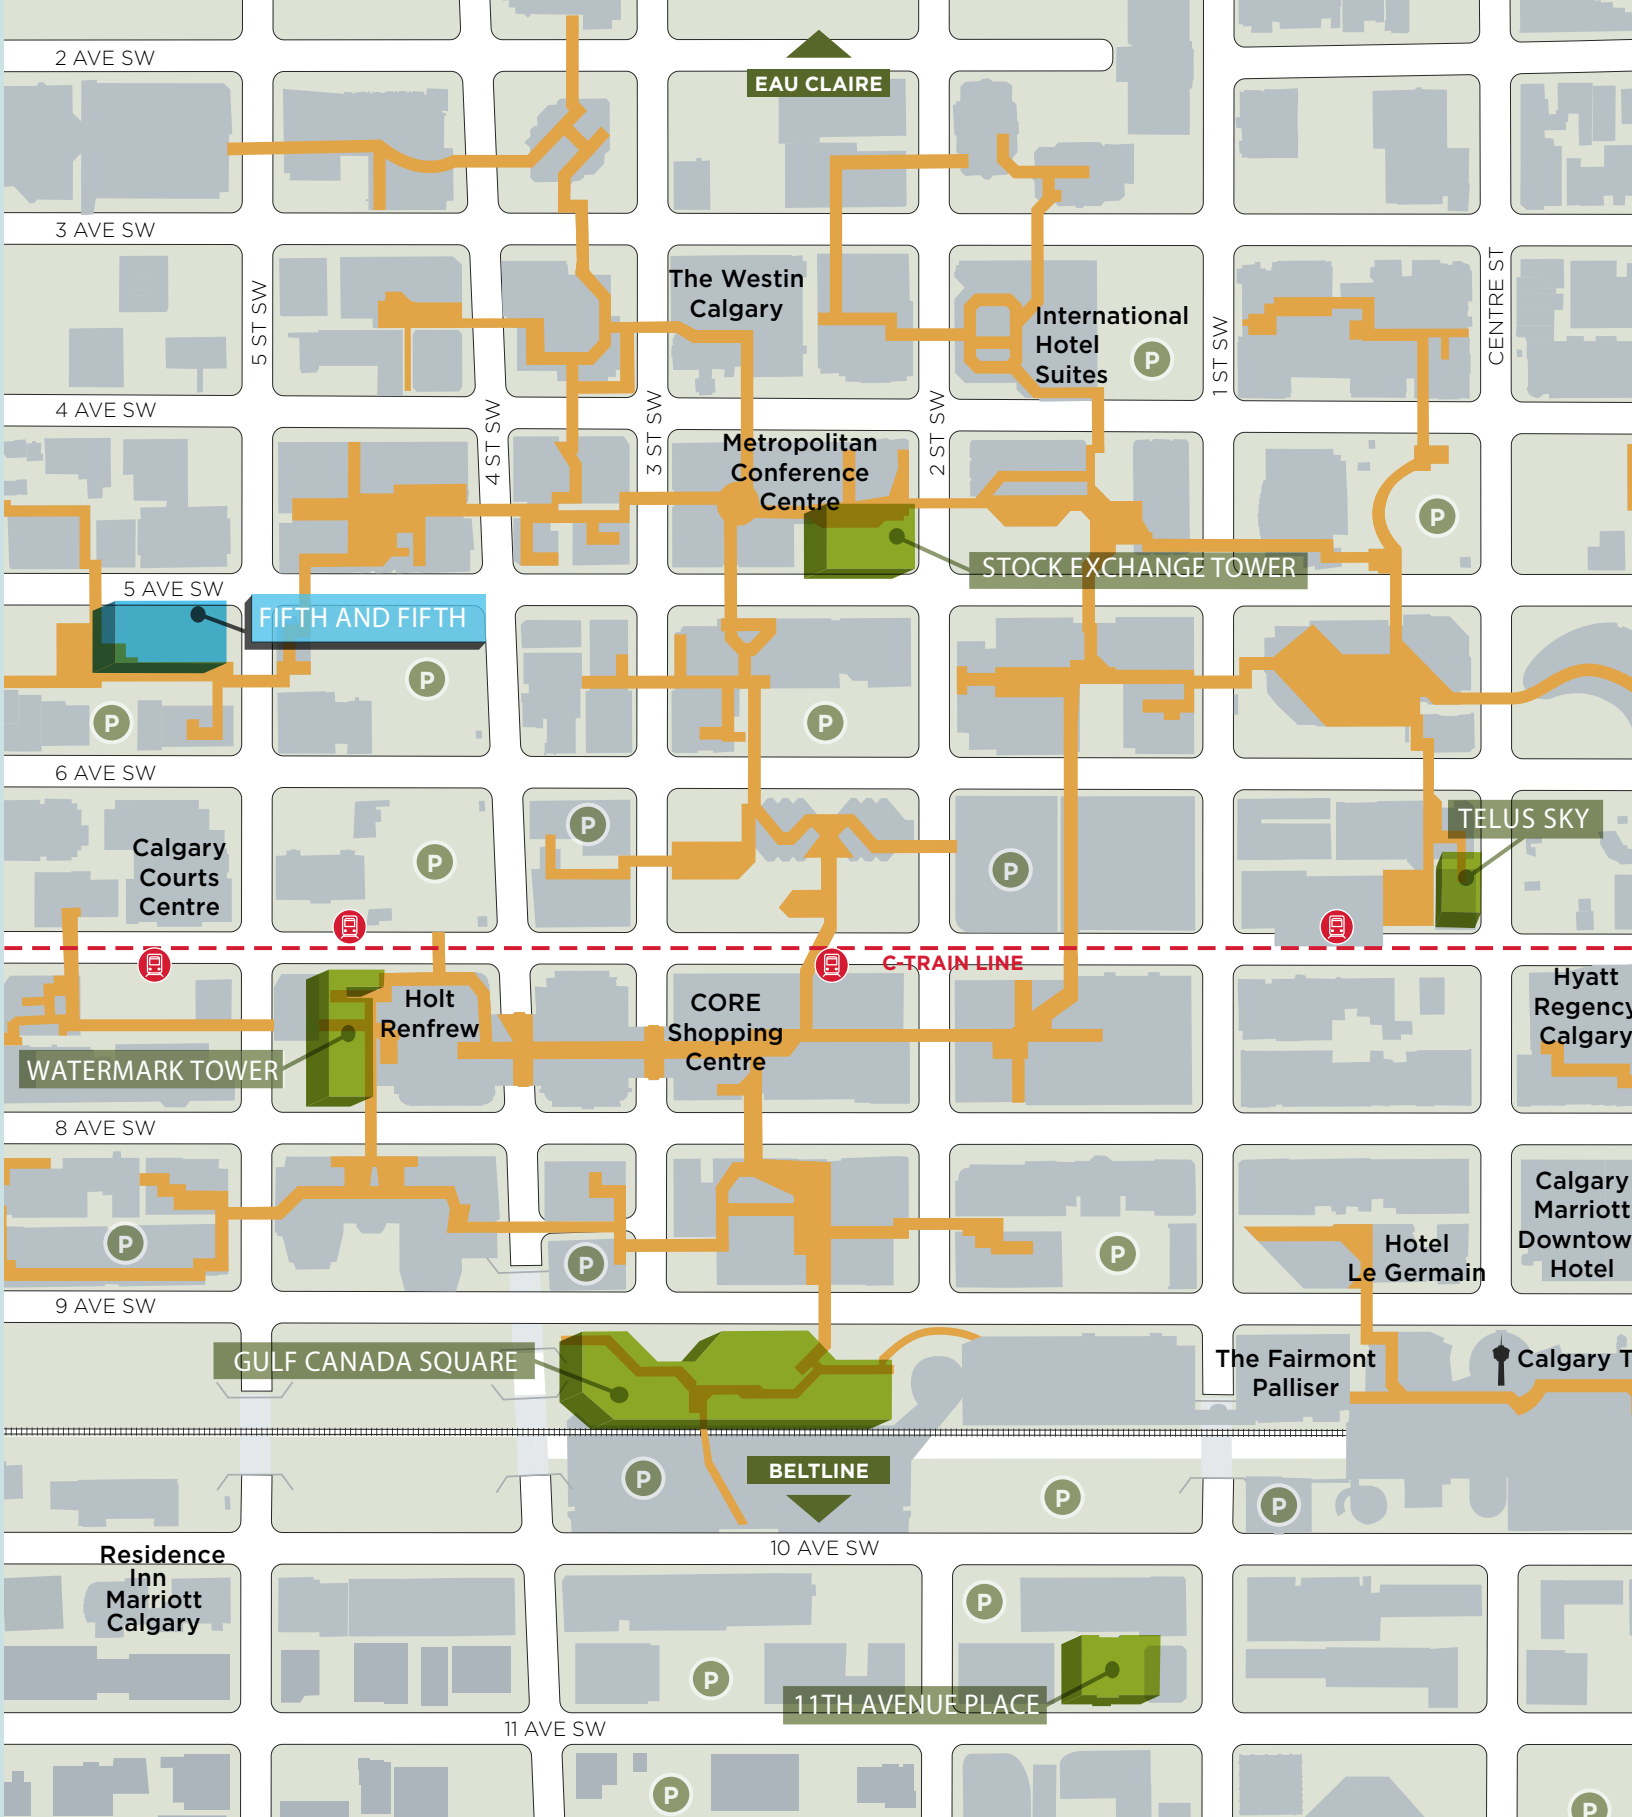 2 AVE SW
EAU CLAIRE
3 AVE SW
5 ST SW
The Westin
Calgary
International
Hotel
Suites
P
1 ST SW
CENTRE ST
4 AVE SW
4 ST SW
3 ST SW
2 ST SW
Metropolitan
Conference
Centre
P
STOCK EXCHANGE TOWER
5 AVE SW
FIFTH AND FIFTH
P
P
P
6 AVE SW
Calgary
Courts
Centre
P
P
P
TELUS SKY
C-TRAIN LINE
Holt
Renfrew
CORE
Shopping
Centre
Hyatt
Regency
Calgary
WATERMARK TOWER
8 AVE SW
P
P
P
Hotel
Le Germain
Calgary
Marriott
Downtow
Hotel
9 AVE SW
GULF CANADA SQUARE
The Fairmont
Palliser
Calgary T
P
BELTLINE
P
P
10 AVE SW
Residence
Inn
Marriott
Calgary
P
P
11TH AVENUE PLACE
11 AVE SW
P
P